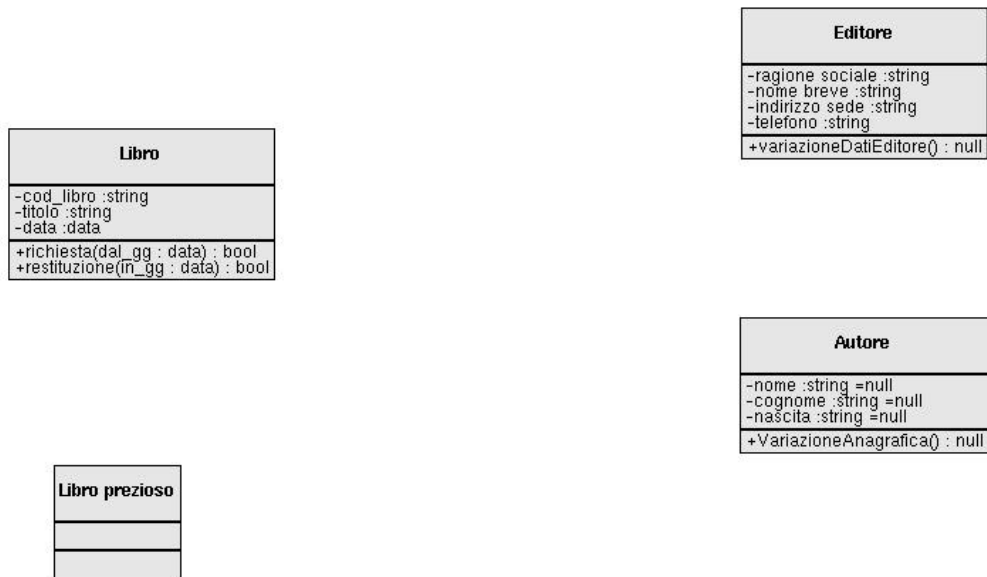 Editore
-ragione sociale :string
-nome breve :string
-indirizzo sede :string
-telefono :string
+variazioneDatiEditore() : null
Libro
-cod_libro :string
-titolo :string
-data :data
+richiesta(dal_gg : data) : bool
+restituzione(in_gg : data) : bool
Autore
-nome :string =null
-cognome :string =null
-nascita :string =null
+VariazioneAnagrafica() : null
Libro prezioso